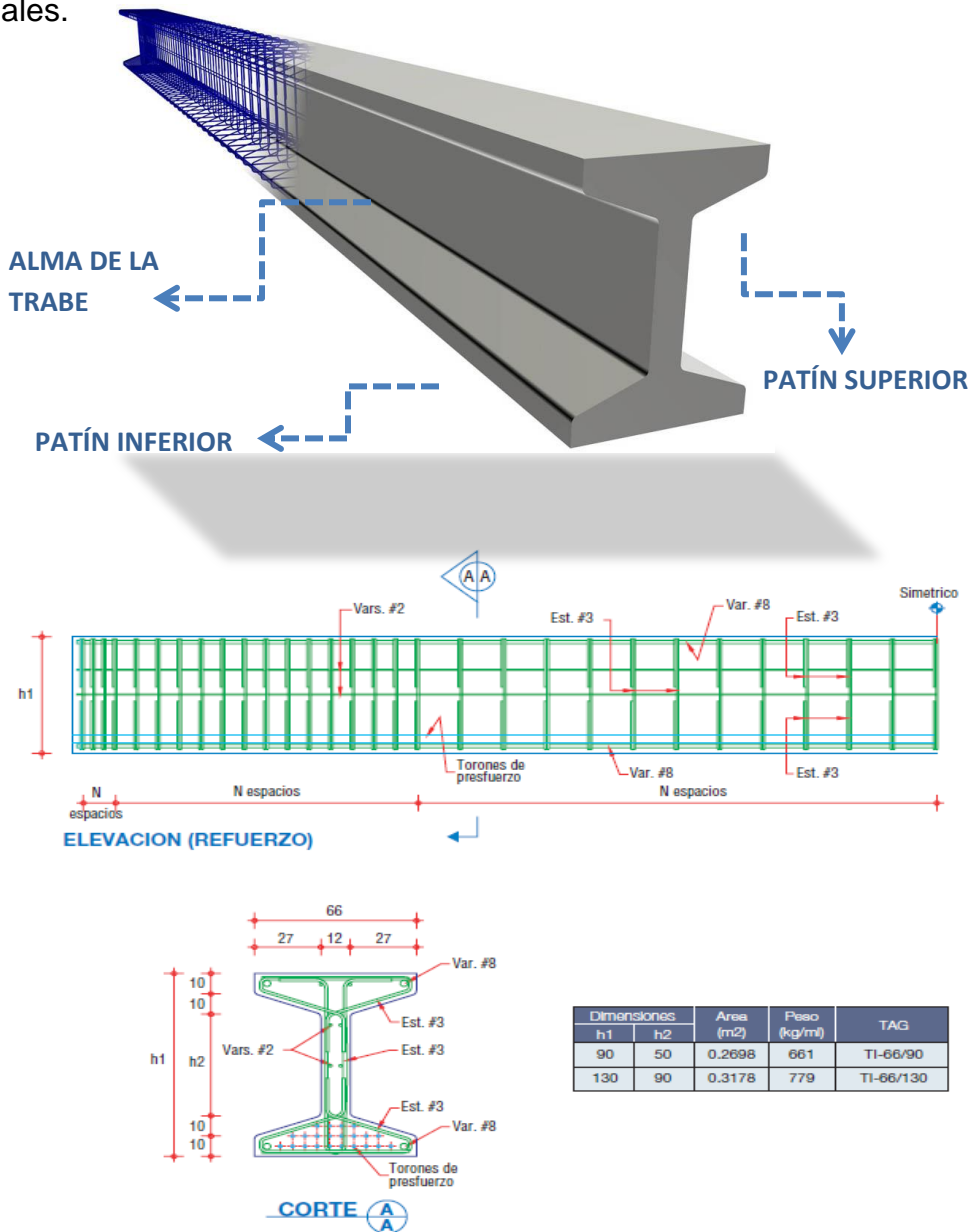 ales.
ALMA DE LA
TRABE
PATÍN SUPERIOR
PATÍN INFERIOR
A A
Vars. #2
Est. #3
Var. #8
Est. #3
Simetrico
h1
Torones de
presfuerzo
Var. #8
Est. #3
N
espacios
N espacios
N espacios
ELEVACION (REFUERZO)
66
27 12 27
Var. #8
10
10
Est. #3
Vars. #2
Est. #3
h1
h2
Est. #3
Var. #8
10
10
Torones de
presfuerzo
CORTE A
A
Dimensiones Area Peso TAG
h1 h2 (m2) (kg/ml)
90 50 0.2698 661 TI-66/90
130 90 0.3178 779 TI-66/130